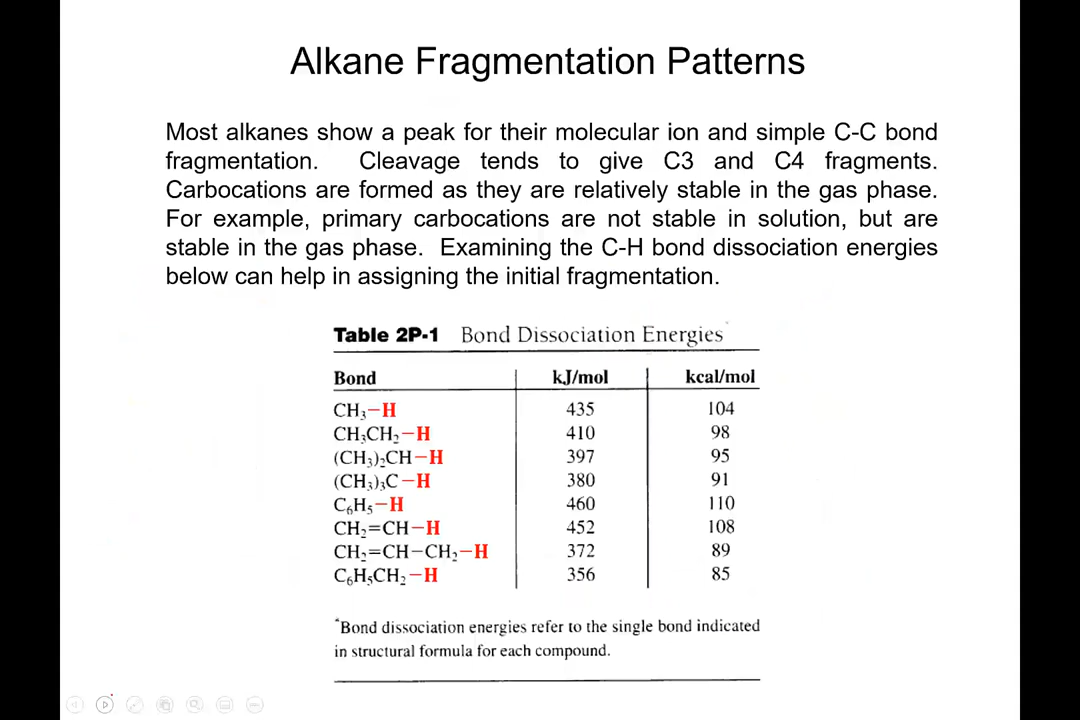 Alkane Fragmentation Patterns
Most alkanes show a peak for their molecular ion and simple C-C bond
fragmentation. Cleavage tends to give C3 and C4 fragments.
Carbocations are formed as they are relatively stable in the gas phase.
For example, primary carbocations are not stable in solution, but are
stable in the gas phase. Examining the C-H bond dissociation energies
below can help in assigning the initial fragmentation.
Table 2P-1 Bond Dissociation Energies
Bond kJ/mol kcal/mol
CH₃–H 435 104
CH₃CH₂–H 410 98
(CH₃)₂CH–H 397 95
(CH₃)₃C–H 380 91
C₆H₅–H 460 110
CH₂=CH–H 452 108
CH₂=CH–CH₂–H 372 89
C₆H₅CH₂–H 356 85
*Bond dissociation energies refer to the single bond indicated
in structural formula for each compound.